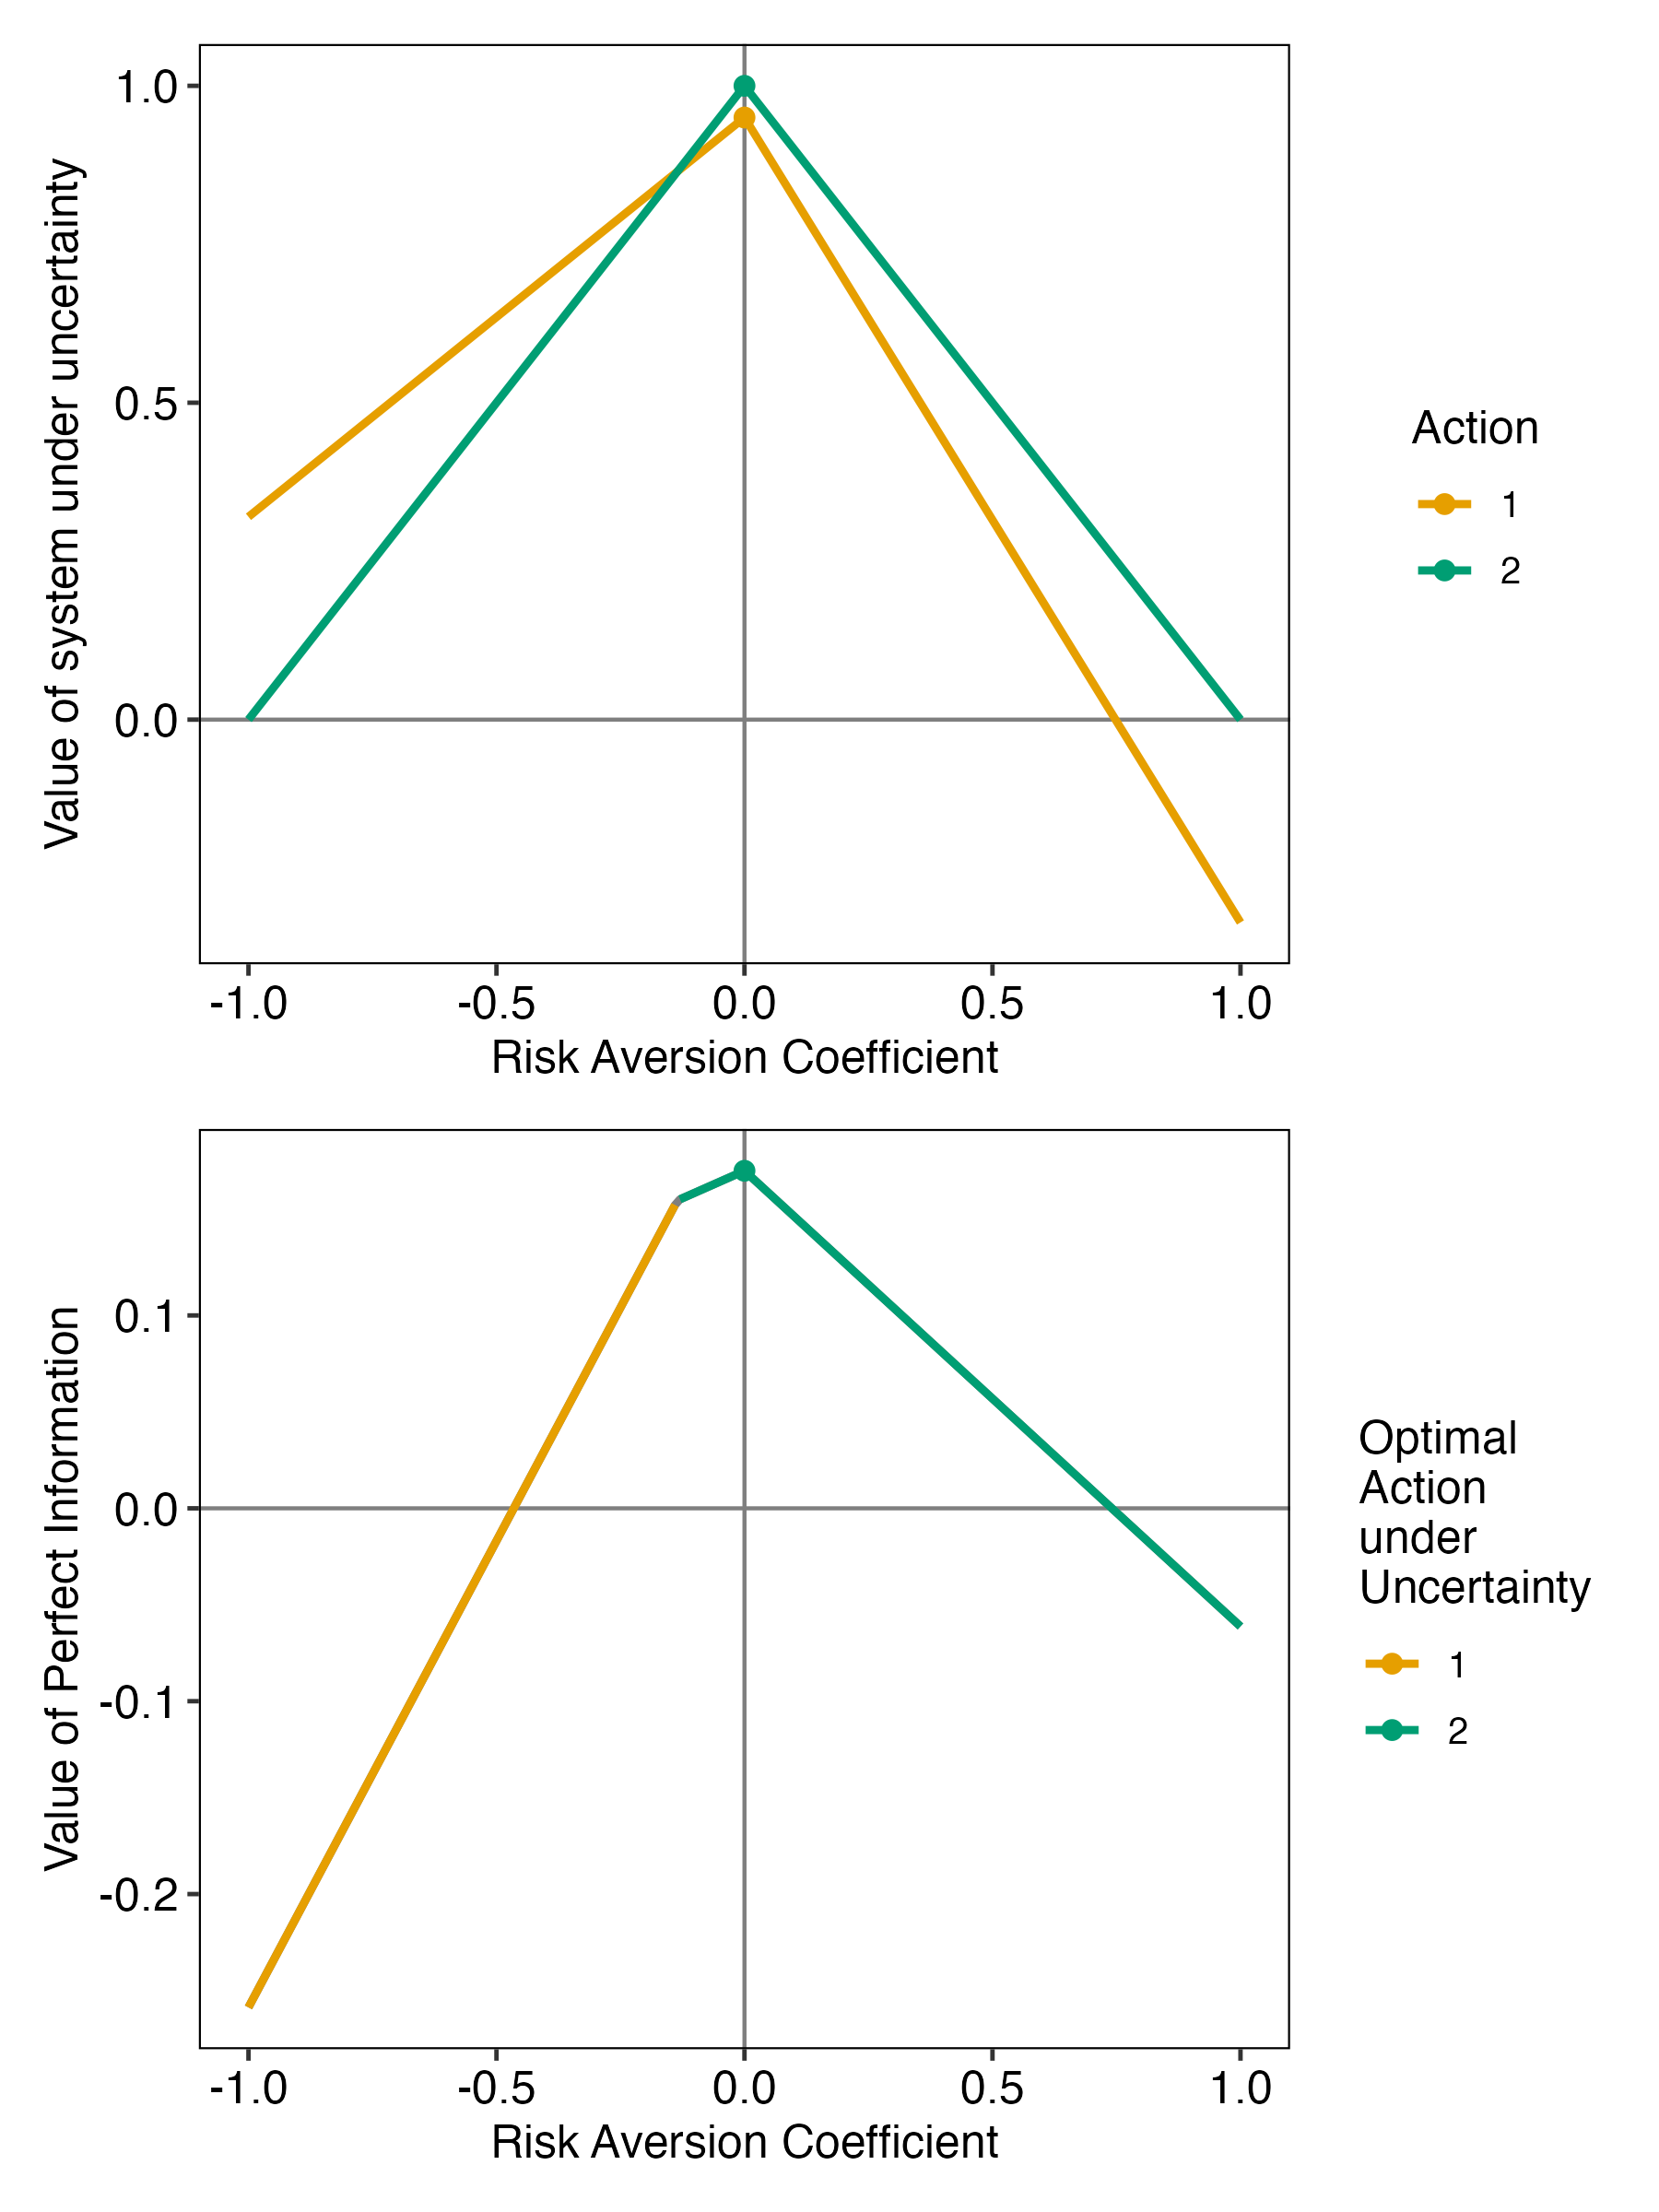 1.0
0.5
0.0
Value of system under uncertainty
-1.0 -0.5 0.0 0.5 1.0
Risk Aversion Coefficient
Action
1
2
0.1
0.0
-0.1
-0.2
Value of Perfect Information
-1.0 -0.5 0.0 0.5 1.0
Risk Aversion Coefficient
Optimal
Action
under
Uncertainty
1
2